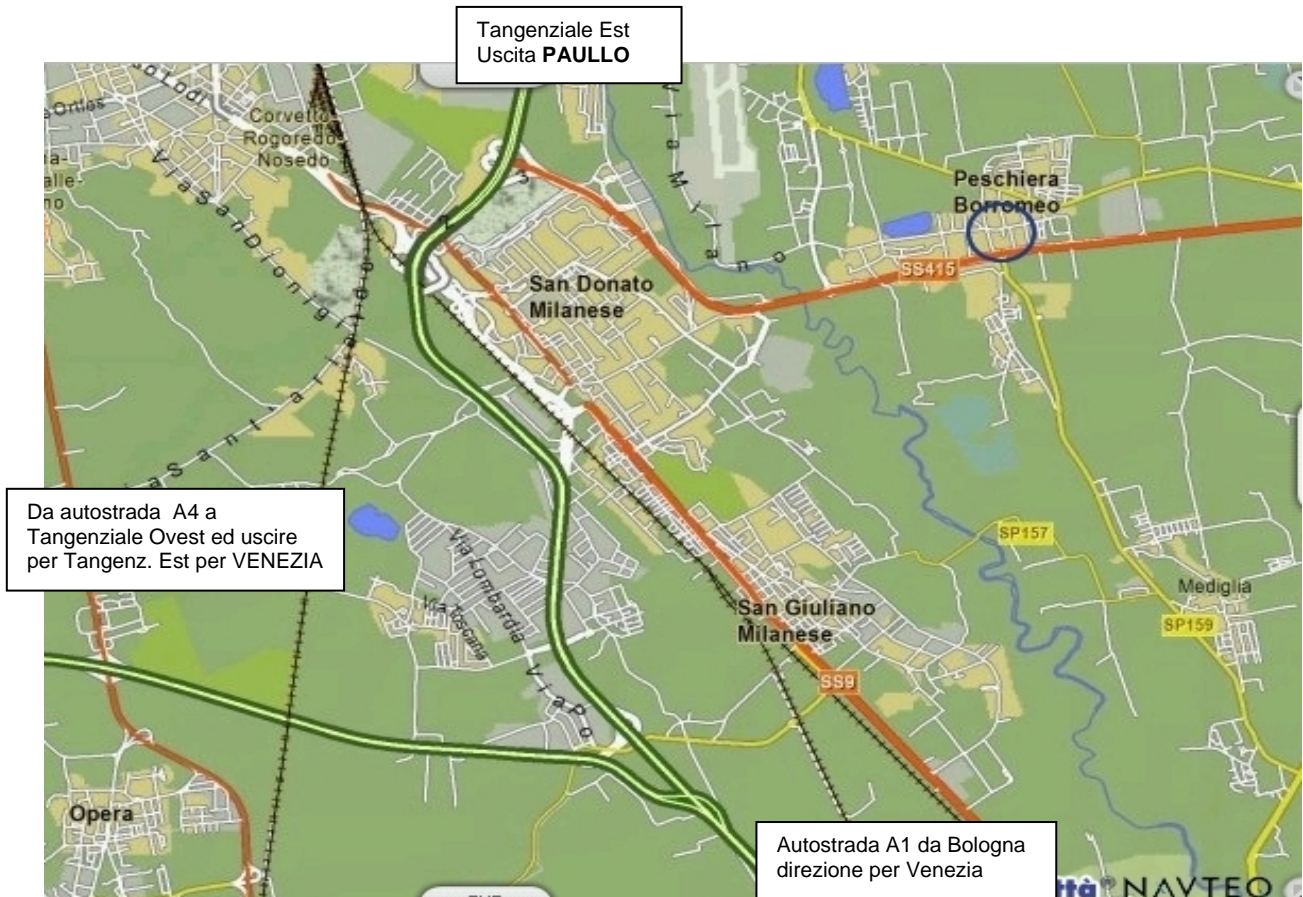 Tangenziale Est
Uscita PAULLO
Corvetto
Rogoredo
Nosedo
Via San Dionigi
Via Milano
Peschiera
Borromeo
SS415
San Donato
Milanese
Da autostrada A4 a
Tangenziale Ovest ed uscire
per Tangenz. Est per VENEZIA
SP157
Via Lombardia
Via Toscana
Mediglia
San Giuliano
Milanese
SP159
SS9
Via Po
Opera
Autostrada A1 da Bologna
direzione per Venezia
NAVTEQ